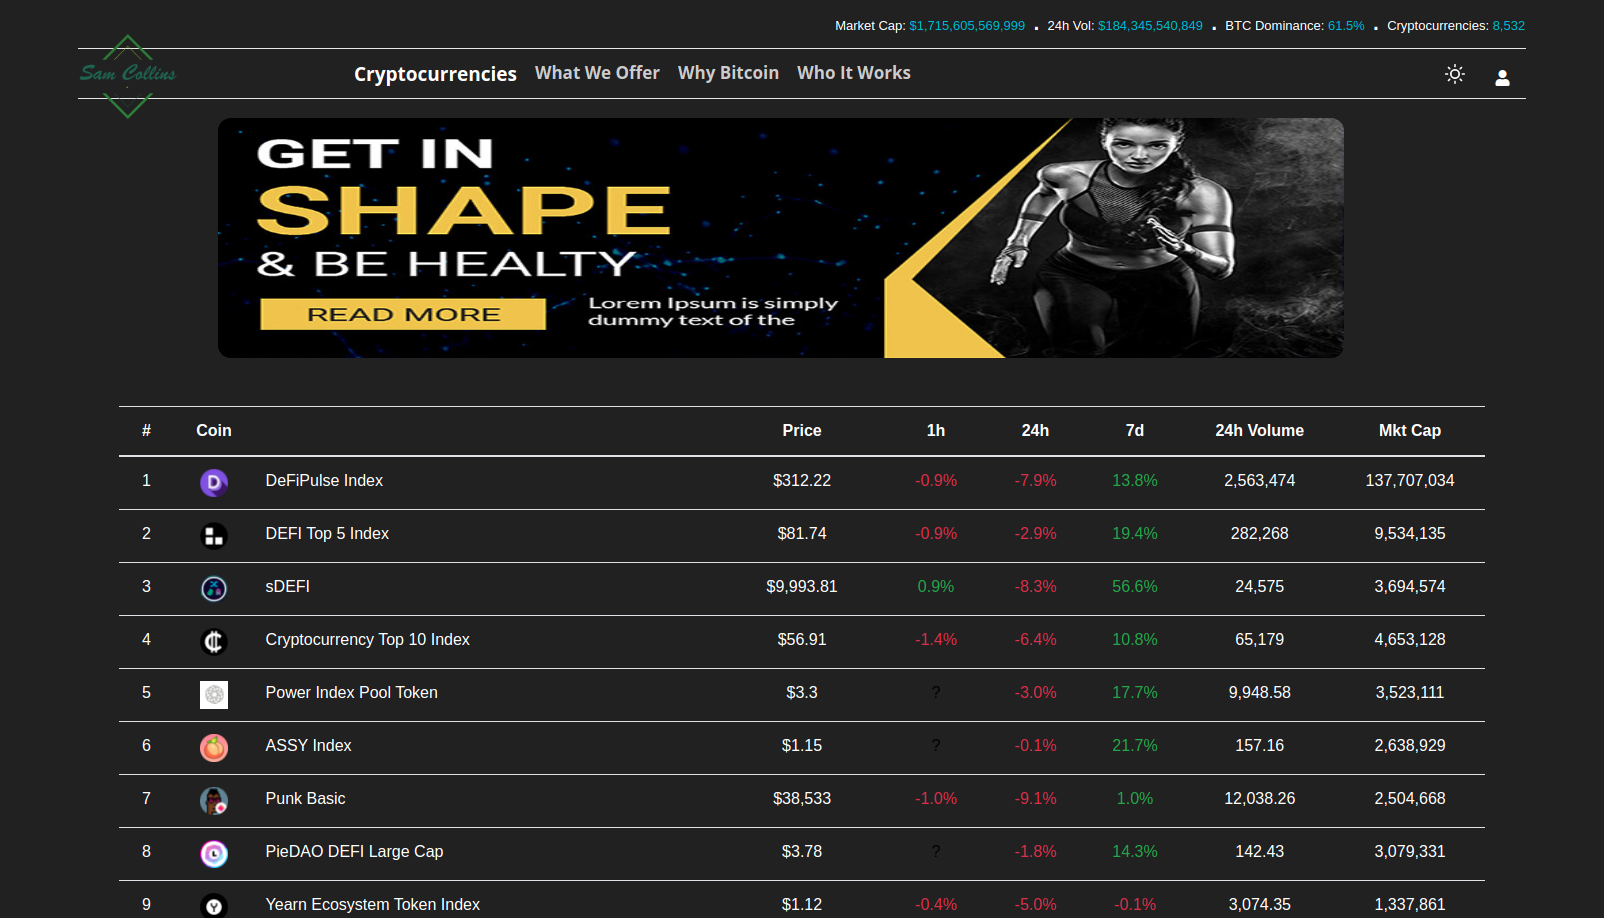 Market Cap: $1,715,605,569,999 . 24h Vol: $184,345,540,849 . BTC Dominance: 61.5% . Cryptocurrencies: 8,532
Sam Collins
Cryptocurrencies What We Offer Why Bitcoin Who It Works
GET IN
SHAPE
& BE HEALTY
READ MORE
Lorem Ipsum is simply
dummy text of the
# Coin Price 1h 24h 7d 24h Volume Mkt Cap
1 DeFiPulse Index $312.22 -0.9% -7.9% 13.8% 2,563,474 137,707,034
2 DEFI Top 5 Index $81.74 -0.9% -2.9% 19.4% 282,268 9,534,135
3 sDEFI $9,993.81 0.9% -8.3% 56.6% 24,575 3,694,574
4 Cryptocurrency Top 10 Index $56.91 -1.4% -6.4% 10.8% 65,179 4,653,128
5 Power Index Pool Token $3.3 ? -3.0% 17.7% 9,948.58 3,523,111
6 ASSY Index $1.15 ? -0.1% 21.7% 157.16 2,638,929
7 Punk Basic $38,533 -1.0% -9.1% 1.0% 12,038.26 2,504,668
8 PieDAO DEFI Large Cap $3.78 ? -1.8% 14.3% 142.43 3,079,331
9 Yearn Ecosystem Token Index $1.12 -0.4% -5.0% -0.1% 3,074.35 1,337,861